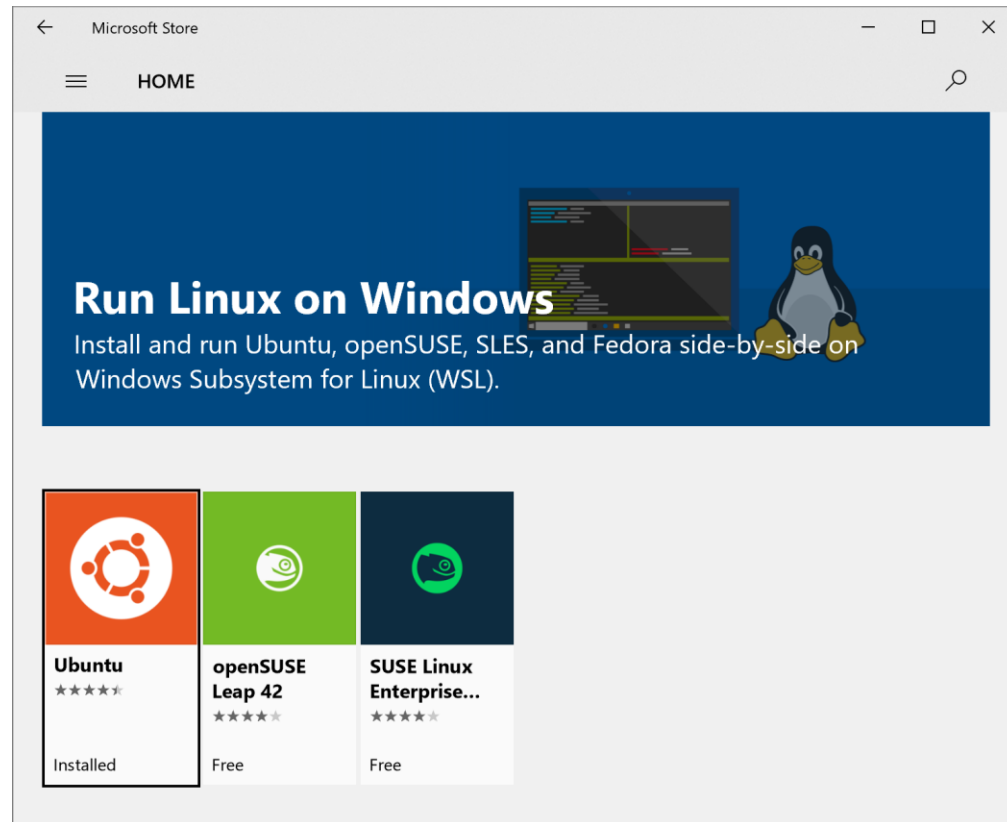 Microsoft Store
HOME
Run Linux on Windows
Install and run Ubuntu, openSUSE, SLES, and Fedora side-by-side on
Windows Subsystem for Linux (WSL).
Ubuntu
Installed
openSUSE
Leap 42
Free
SUSE Linux
Enterprise...
Free